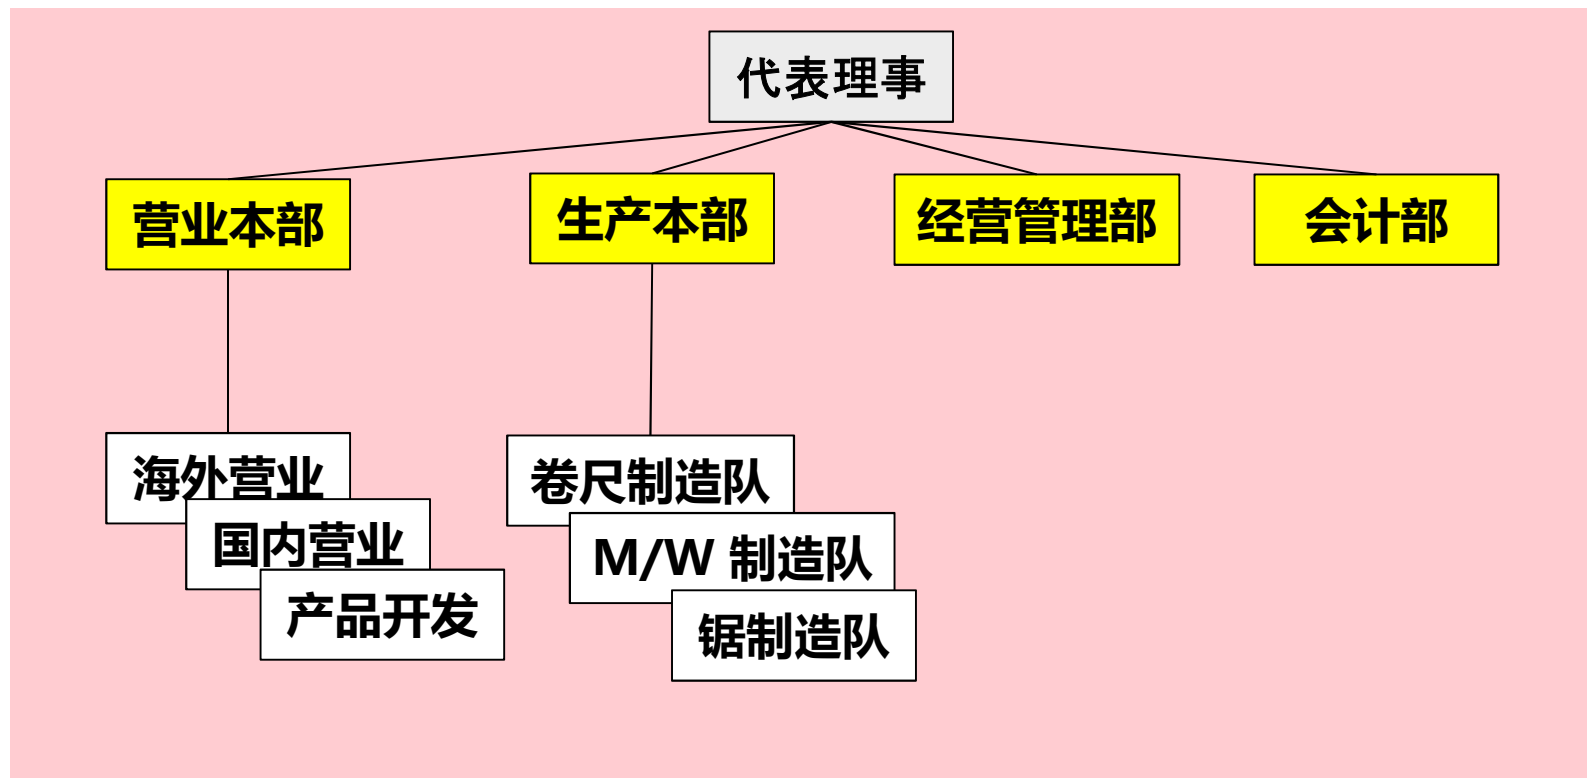 代表理事
营业本部
生产本部
经营管理部
会计部
海外营业
国内营业
产品开发
卷尺制造队
M/W 制造队
锯制造队